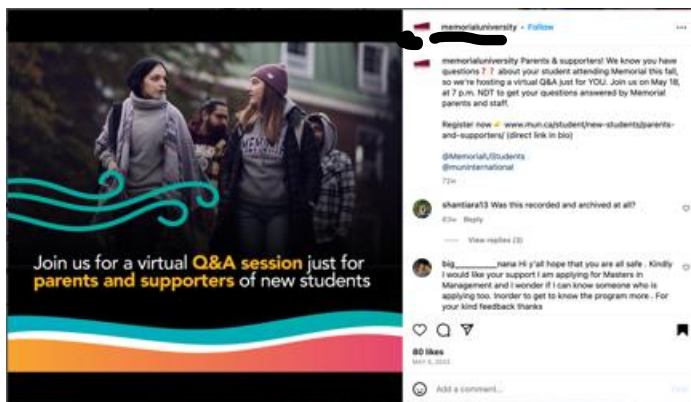 memorialuniversity • Follow
memorialuniversity Parents & supporters! We know you have
questions❓❓ about your student attending Memorial this fall,
so we're hosting a virtual Q&A just for YOU. Join us on May 18,
at 7 p.m. NDT to get your questions answered by Memorial
parents and staff.
Register now 👉 www.mun.ca/student/new-students/parents-
and-supporters/ (direct link in bio)
@MemorialUStudents
@muninternational
72w
shantiara13 Was this recorded and archived at all?
63w Reply
View replies (3)
big_________nana Hi y'all hope that you are all safe . Kindly
I would like your support I am applying for Masters in
Management and I wonder if I can know someone who is
applying too. Inorder to get to know the program more . For
your kind feedback thanks
80 likes
Add a comment...
MEMORIAL
Join us for a virtual Q&A session just for
parents and supporters of new students